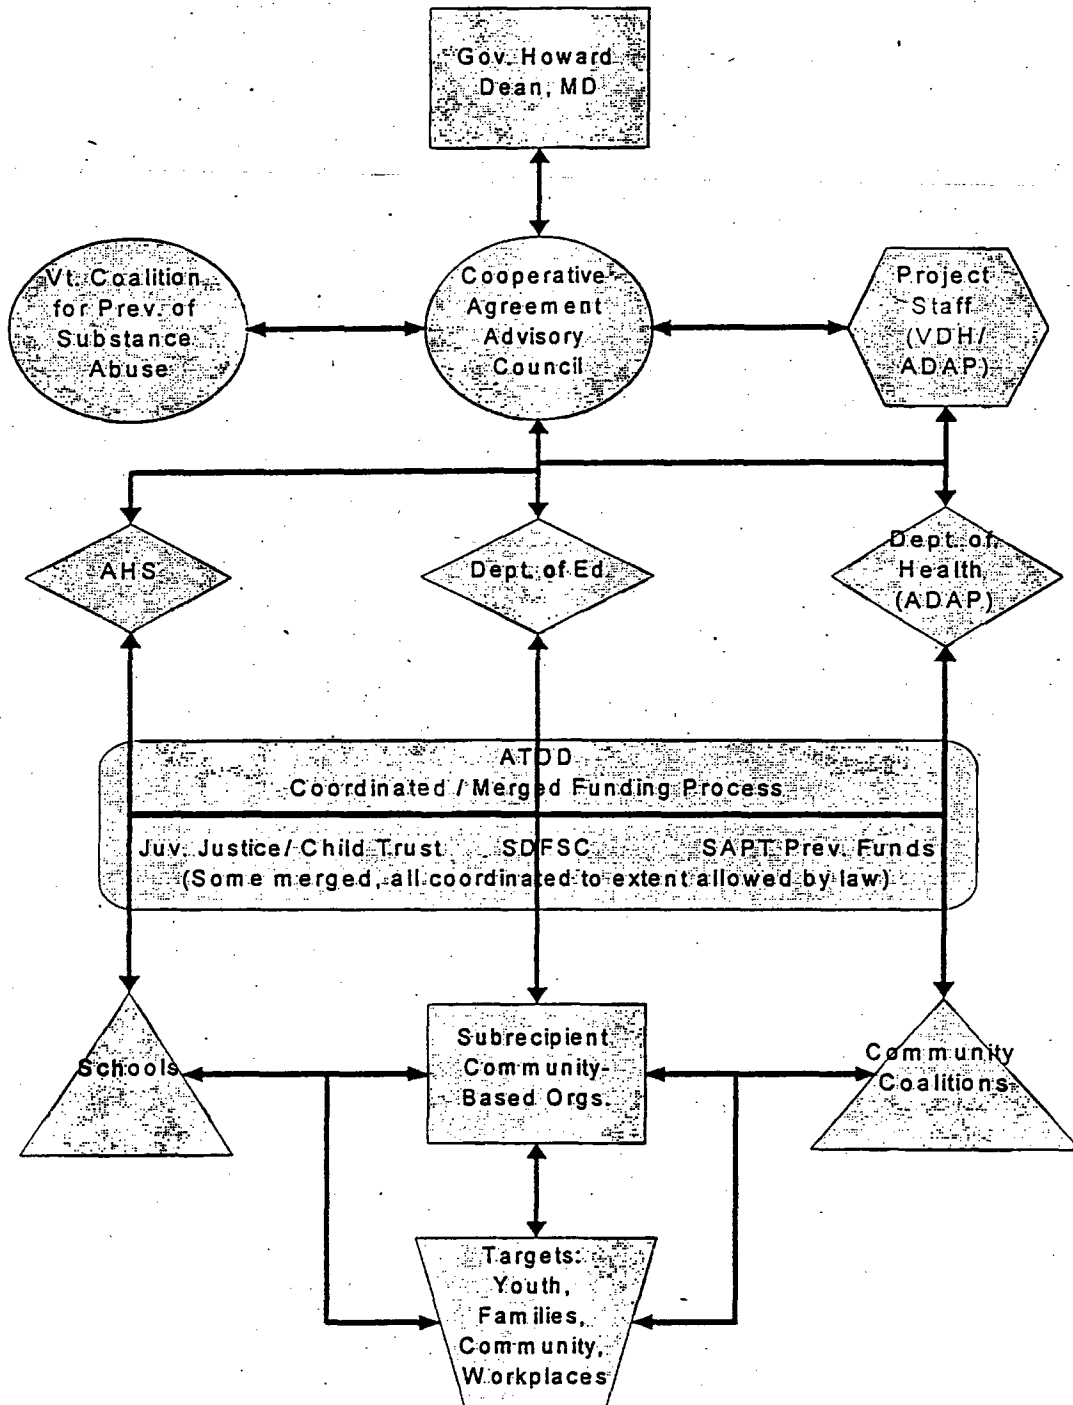 Gov. Howard
Dean, MD
Vt. Coalition
for Prev. of
Substance
Abuse
Cooperative
Agreement
Advisory
Council
Project
Staff
(VDH/
ADAP)
AHS
Dept. of Ed.
Dept. of
Health
(ADAP)
ATOD
Coordinated / Merged Funding Process
Juv. Justice/ Child Trust SDFSC SAPT Prev. Funds
(Some merged, all coordinated to extent allowed by law)
Schools
Subrecipient
Community-
Based Orgs.
Community
Coalitions
Targets:
Youth,
Families,
Community,
Workplaces